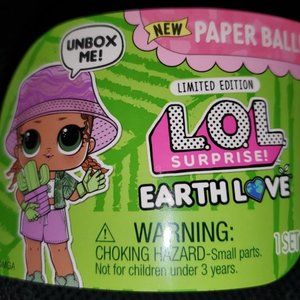 UNBOX
ME!
NEW PAPER BALL
LIMITED EDITION
L.O.L.
SURPRISE!
EARTH LOVE
WARNING:
CHOKING HAZARD-Small parts.
Not for children under 3 years.
1 SET
MGA